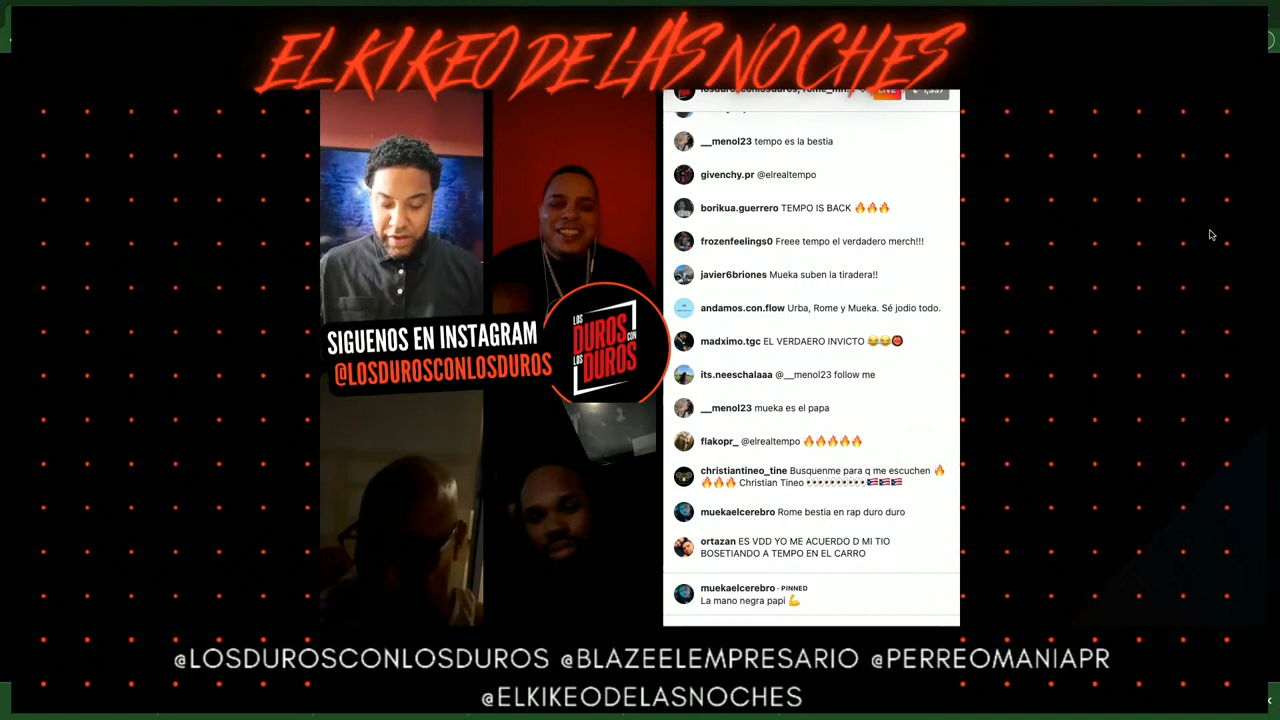 EL KIKEO DE LAS NOCHES
LIVE
__menol23 tempo es la bestia
givenchy.pr @elrealtempo
borikua.guerrero TEMPO IS BACK 🔥🔥🔥
frozenfeelings0 Freee tempo el verdadero merch!!!
javier6briones Mueka suben la tiradera!!
andamos.con.flow Urba, Rome y Mueka. Sé jodio todo.
madximo.tgc EL VERDAERO INVICTO 😂😂
its.neeschalaaa @__menol23 follow me
__menol23 mueka es el papa
flakopr_ @elrealtempo 🔥🔥🔥🔥🔥
christiantineo_tine Busquenme para q me escuchen 🔥
🔥🔥🔥 Christian Tineo 👀👀👀👀👀🇵🇷🇵🇷🇵🇷
muekaelcerebro Rome bestia en rap duro duro
ortazan ES VDD YO ME ACUERDO D MI TIO
BOSETIANDO A TEMPO EN EL CARRO
muekaelcerebro · PINNED
La mano negra papi 💪
SIGUENOS EN INSTAGRAM
@LOSDUROSCONLOSDUROS
LOS
DUROS
CON
LOS
DUROS
@LOSDUROSCONLOSDUROS @BLAZEELEMPRESARIO @PERREOMANIAPR
@ELKIKEODELASNOCHES